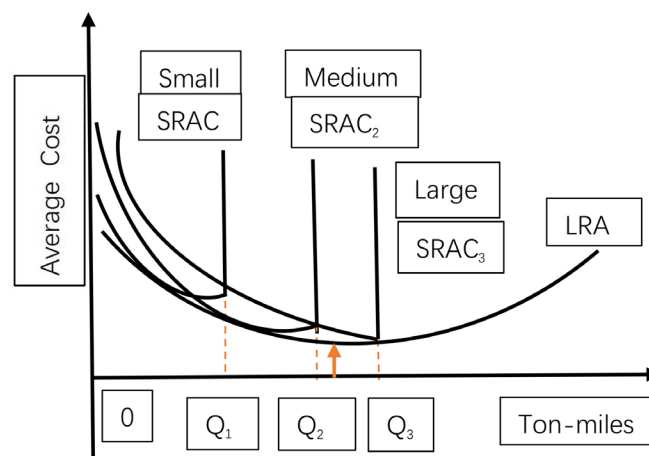 Small
SRAC
Medium
SRAC₂
Large
SRAC₃
LRA
Average Cost
0
Q₁
Q₂
Q₃
Ton-miles